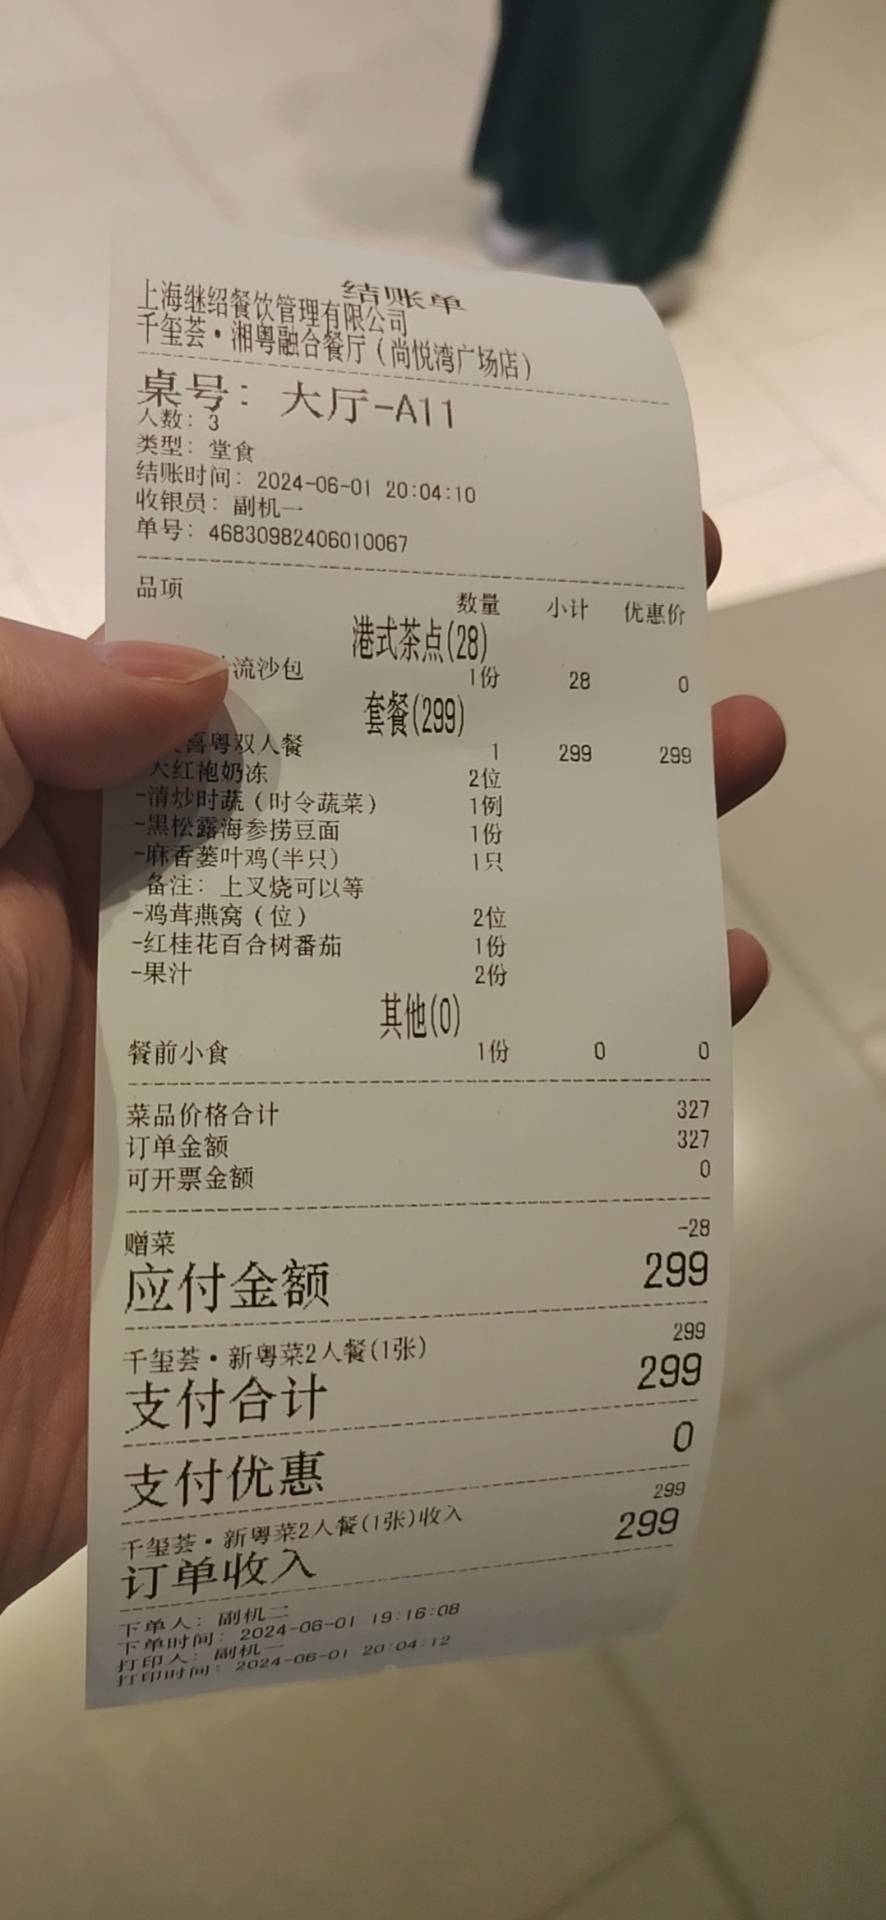 结账单
上海继绍餐饮管理有限公司
千玺荟·湘粤融合餐厅（尚悦湾广场店）
桌号：大厅-A11
人数：3
类型：堂食
结账时间：2024-06-01 20:04:10
收银员：副机一
单号：46830982406010067
品项 数量 小计 优惠价
港式茶点(28)
流沙包 1份 28 0
套餐(299)
喜粤双人餐 1 299 299
大红袍奶冻 2位
-清炒时蔬（时令蔬菜） 1例
-黑松露海参捞豆面 1份
-麻香蒌叶鸡(半只) 1只
备注：上叉烧可以等
-鸡茸燕窝（位） 2位
-红桂花百合树番茄 1份
-果汁 2份
其他(0)
餐前小食 1份 0 0
菜品价格合计 327
订单金额 327
可开票金额 0
赠菜 -28
应付金额 299
千玺荟·新粤菜2人餐(1张) 299
支付合计 299
支付优惠 0
千玺荟·新粤菜2人餐(1张)收入 299
订单收入 299
下单人：副机二
下单时间：2024-06-01 19:16:08
打印人：副机一
打印时间：2024-06-01 20:04:12